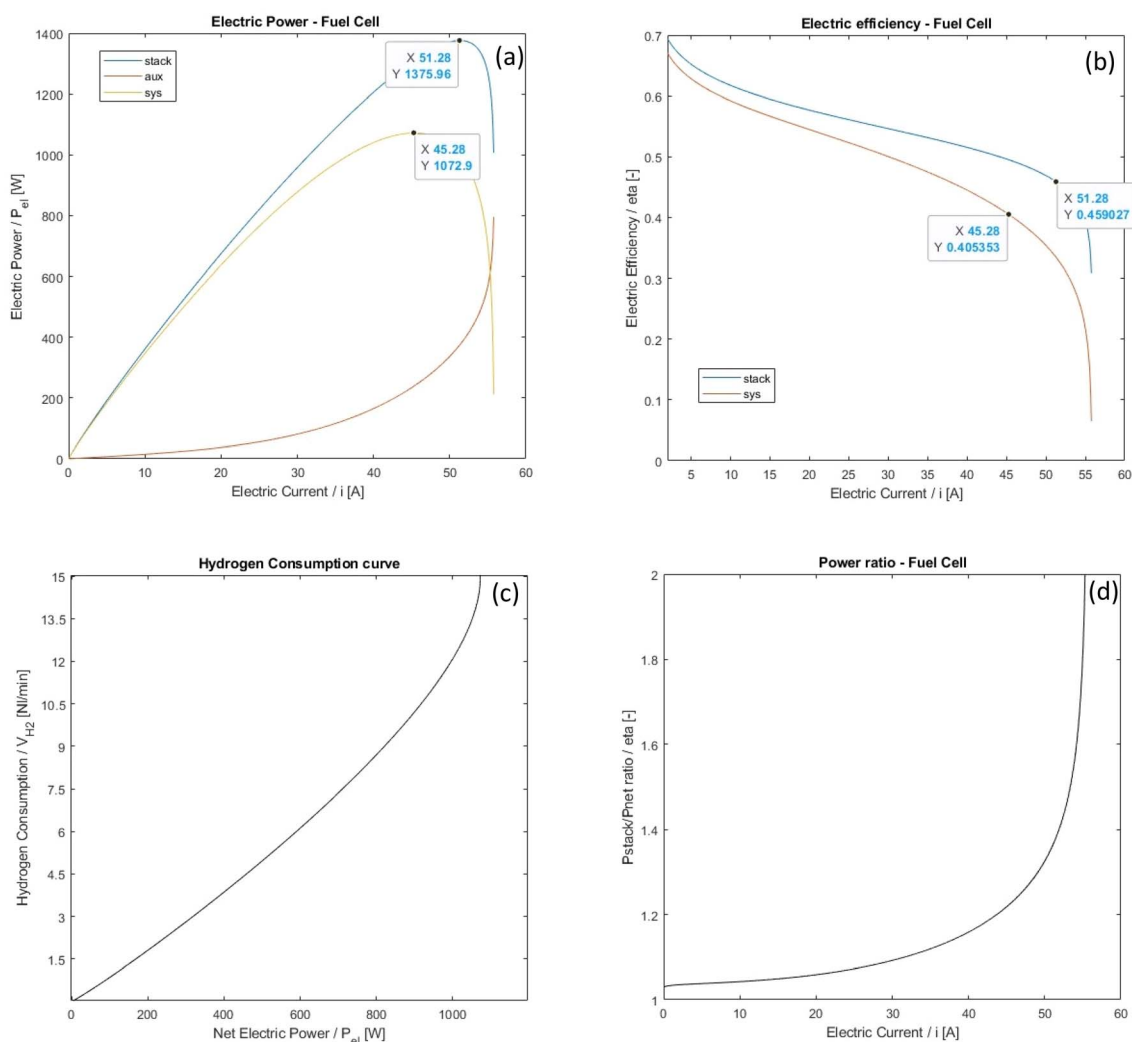 Electric Power - Fuel Cell
(a)
stack
aux
sys
X 51.28
Y 1375.96
X 45.28
Y 1072.9
1400
1200
1000
800
600
400
200
0
0 10 20 30 40 50 60
Electric Power / P_el [W]
Electric Current / i [A]
Electric efficiency - Fuel Cell
(b)
0.7
0.6
0.5
0.4
0.3
0.2
0.1
0
X 51.28
Y 0.459027
X 45.28
Y 0.405353
stack
sys
5 10 15 20 25 30 35 40 45 50 55 60
Electric Efficiency / eta [-]
Electric Current / i [A]
Hydrogen Consumption curve
(c)
15
13.5
12
10.5
9
7.5
6
4.5
3
1.5
0 200 400 600 800 1000
Hydrogen Consumption / V_H2 [Nl/min]
Net Electric Power / P_el [W]
Power ratio - Fuel Cell
(d)
2
1.8
1.6
1.4
1.2
1
0 10 20 30 40 50 60
Pstack/Pnet ratio / eta [-]
Electric Current / i [A]